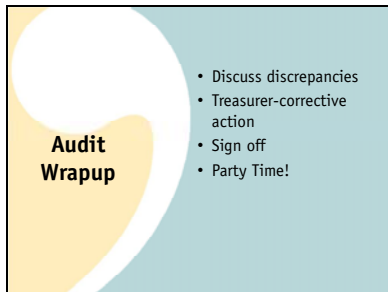 Audit
Wrapup
• Discuss discrepancies
• Treasurer-corrective
action
• Sign off
• Party Time!